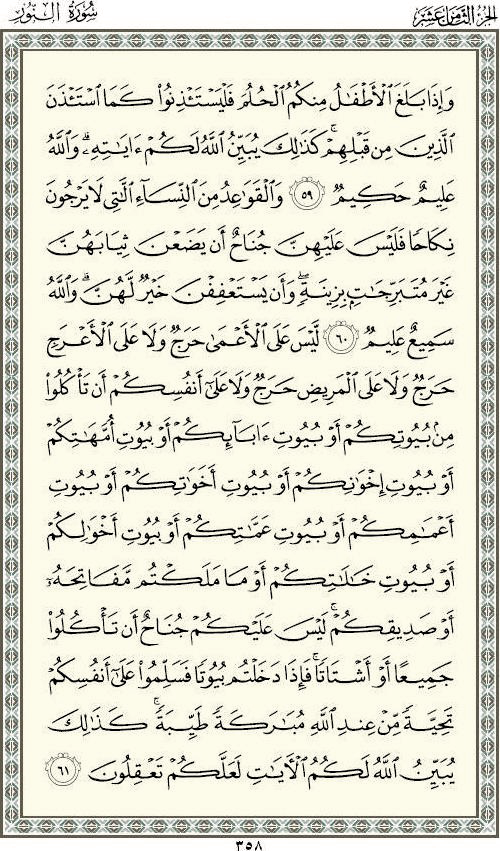 الجزء الثامن عشر
سورة النور
وَإِذَا بَلَغَ ٱلْأَطْفَٰلُ مِنكُمُ ٱلْحُلُمَ فَلْيَسْتَـْٔذِنُوا۟ كَمَا ٱسْتَـْٔذَنَ
ٱلَّذِينَ مِن قَبْلِهِمْ ۚ كَذَٰلِكَ يُبَيِّنُ ٱللَّهُ لَكُمْ ءَايَٰتِهِۦ ۗ وَٱللَّهُ
عَلِيمٌ حَكِيمٌ ٥٩ وَٱلْقَوَٰعِدُ مِنَ ٱلنِّسَآءِ ٱلَّٰتِى لَا يَرْجُونَ
نِكَاحًا فَلَيْسَ عَلَيْهِنَّ جُنَاحٌ أَن يَضَعْنَ ثِيَابَهُنَّ
غَيْرَ مُتَبَرِّجَٰتٍۭ بِزِينَةٍ ۖ وَأَن يَسْتَعْفِفْنَ خَيْرٌ لَّهُنَّ ۗ وَٱللَّهُ
سَمِيعٌ عَلِيمٌ ٦٠ لَّيْسَ عَلَى ٱلْأَعْمَىٰ حَرَجٌ وَلَا عَلَى ٱلْأَعْرَجِ
حَرَجٌ وَلَا عَلَى ٱلْمَرِيضِ حَرَجٌ وَلَا عَلَىٰٓ أَنفُسِكُمْ أَن تَأْكُلُوا۟
مِنۢ بُيُوتِكُمْ أَوْ بُيُوتِ ءَابَآئِكُمْ أَوْ بُيُوتِ أُمَّهَٰتِكُمْ
أَوْ بُيُوتِ إِخْوَٰنِكُمْ أَوْ بُيُوتِ أَخَوَٰتِكُمْ أَوْ بُيُوتِ
أَعْمَٰمِكُمْ أَوْ بُيُوتِ عَمَّٰتِكُمْ أَوْ بُيُوتِ أَخْوَٰلِكُمْ
أَوْ بُيُوتِ خَٰلَٰتِكُمْ أَوْ مَا مَلَكْتُم مَّفَاتِحَهُۥٓ
أَوْ صَدِيقِكُمْ ۚ لَيْسَ عَلَيْكُمْ جُنَاحٌ أَن تَأْكُلُوا۟
جَمِيعًا أَوْ أَشْتَاتًا ۚ فَإِذَا دَخَلْتُم بُيُوتًا فَسَلِّمُوا۟ عَلَىٰٓ أَنفُسِكُمْ
تَحِيَّةً مِّنْ عِندِ ٱللَّهِ مُبَٰرَكَةً طَيِّبَةً ۚ كَذَٰلِكَ
يُبَيِّنُ ٱللَّهُ لَكُمُ ٱلْءَايَٰتِ لَعَلَّكُمْ تَعْقِلُونَ ٦١
٣٥٨